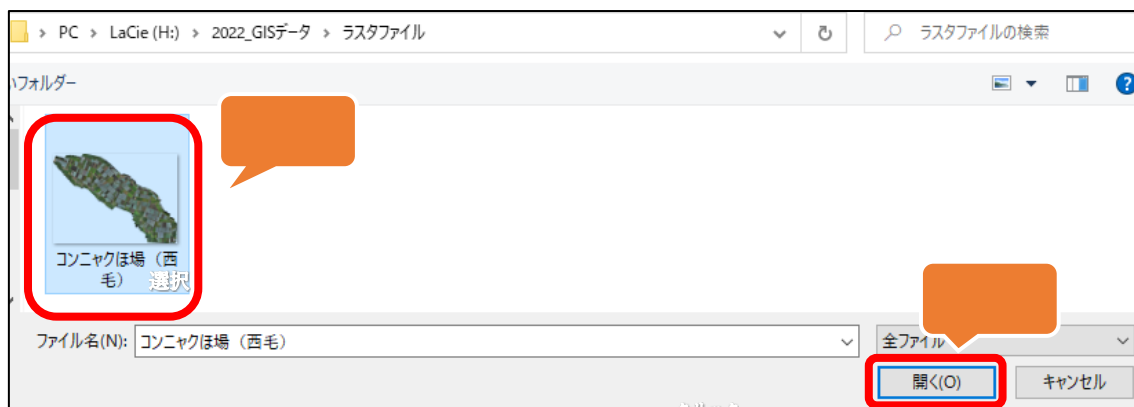 PC › LaCie (H:) › 2022_GISデータ › ラスタファイル
ラスタファイルの検索
いフォルダー
コンニャクほ場（西
毛）
選択
ファイル名(N): コンニャクほ場（西毛）
全ファイル
開く(O)
キャンセル